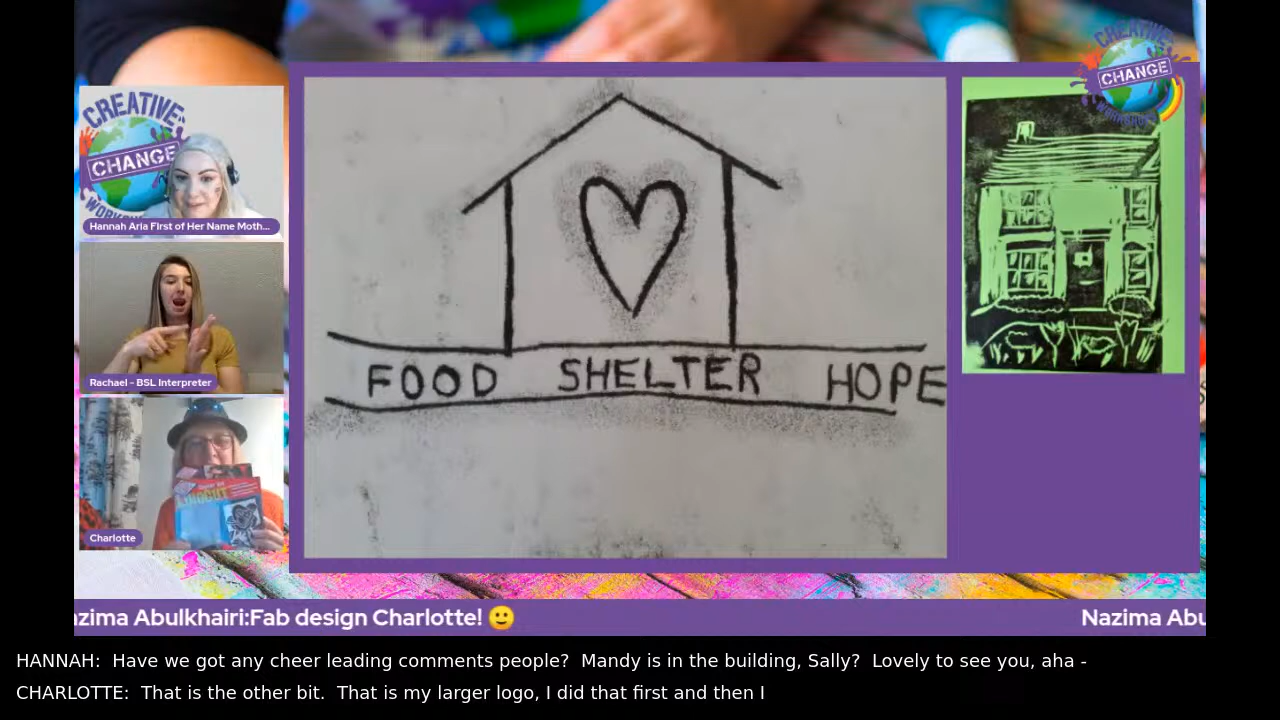 CREATIVE
CHANGE
Hannah Aria First of Her Name Moth...
Rachael - BSL Interpreter
LINOCUT
Charlotte
FOOD SHELTER HOPE
CREATIVE
CHANGE
WORKSHOPS
azima Abulkhairi:Fab design Charlotte! 🙂 Nazima Abu
HANNAH: Have we got any cheer leading comments people? Mandy is in the building, Sally? Lovely to see you, aha -
CHARLOTTE: That is the other bit. That is my larger logo, I did that first and then I